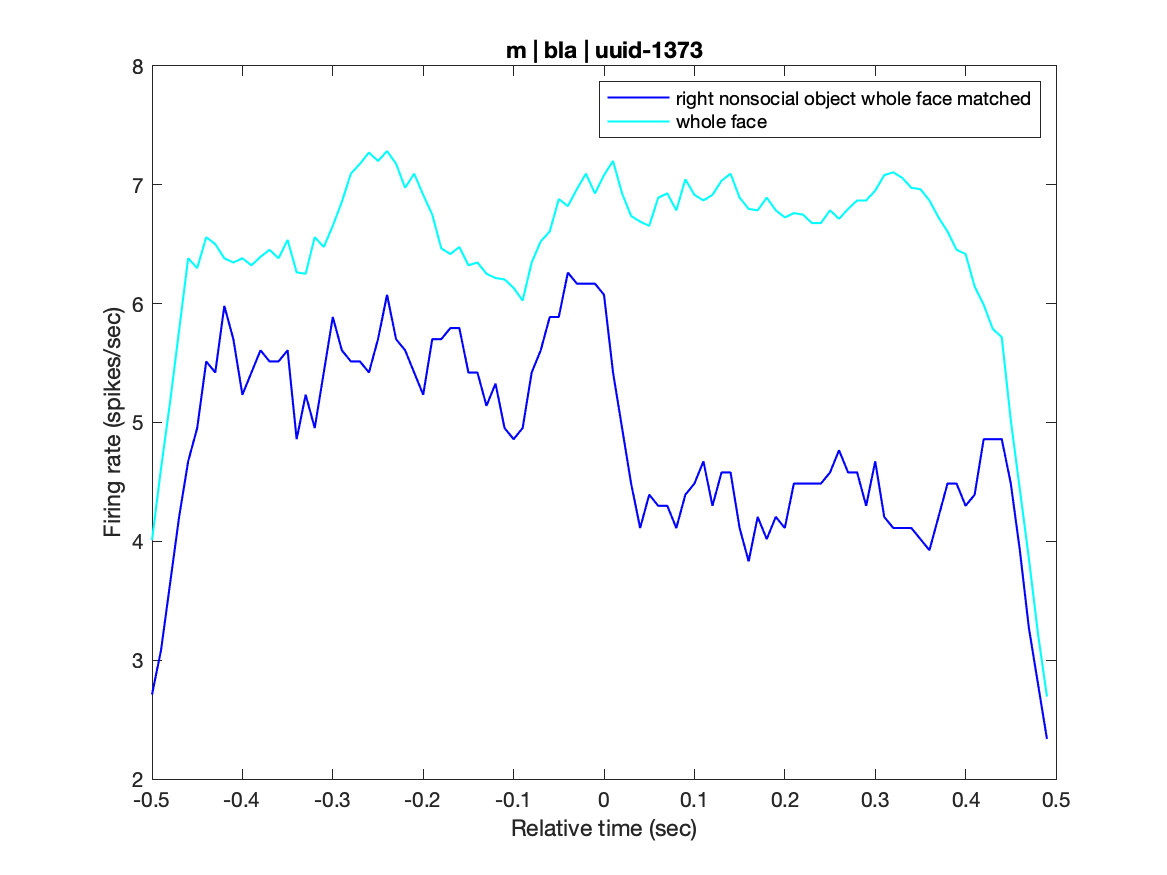 m | bla | uuid-1373
right nonsocial object whole face matched
whole face
Firing rate (spikes/sec)
8
7
6
5
4
3
2
-0.5 -0.4 -0.3 -0.2 -0.1 0 0.1 0.2 0.3 0.4 0.5
Relative time (sec)